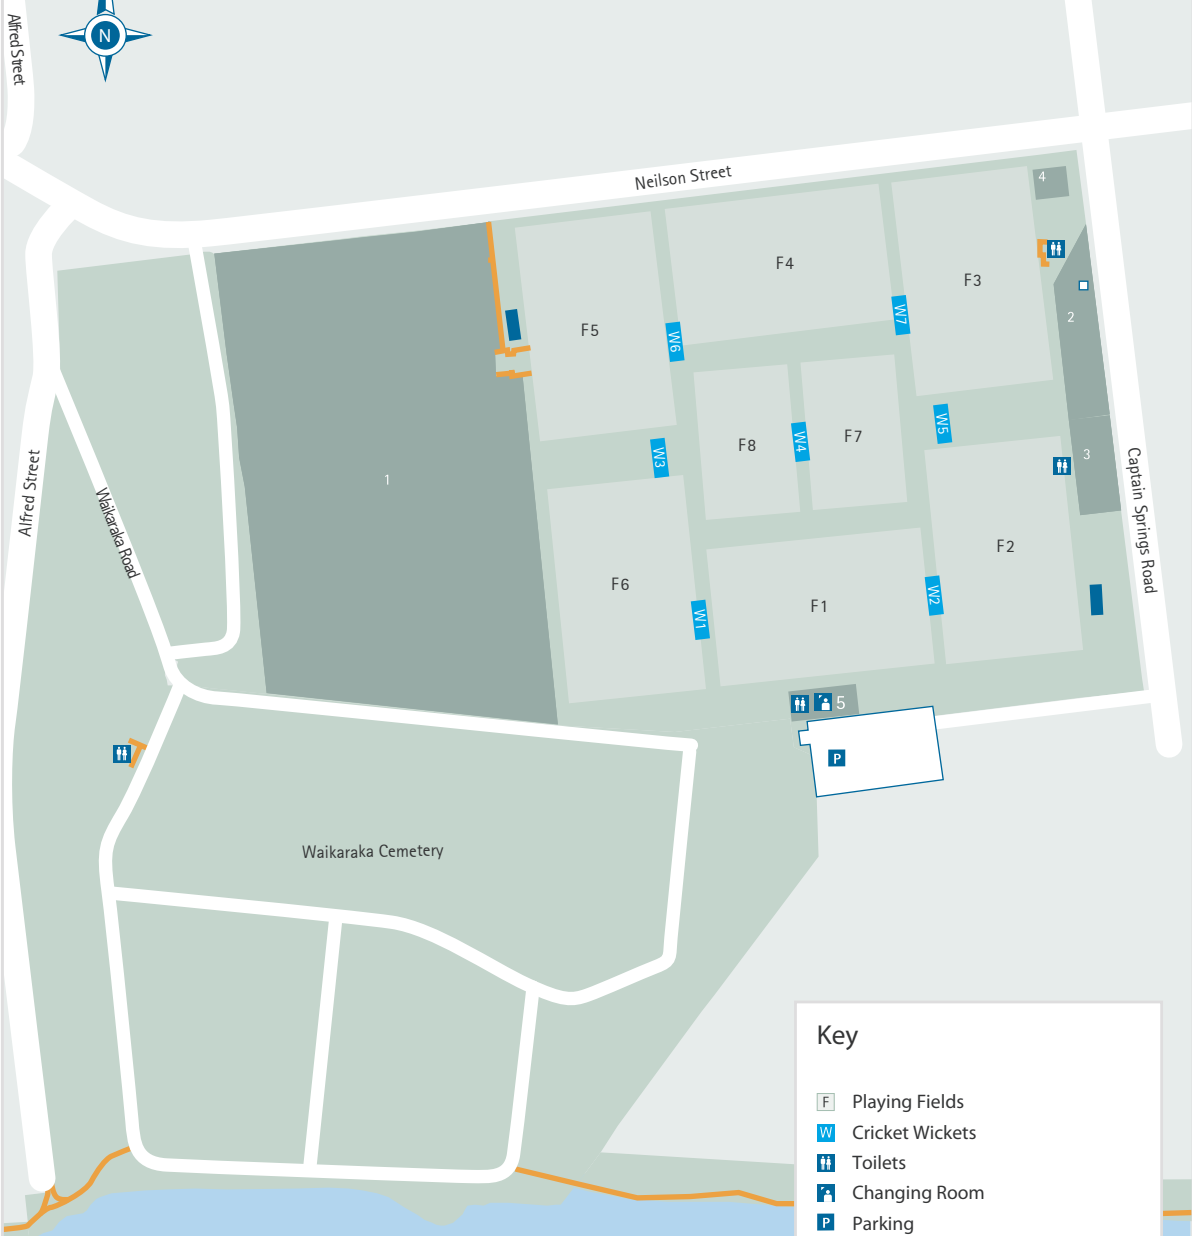 Alfred Street
N
Neilson Street
4
F4
F3
F5
W7
W6
2
W5
F8
W4
F7
W3
3
1
Alfred Street
Waikaraka Road
Captain Springs Road
F2
F6
F1
W2
W1
5
P
Waikaraka Cemetery
Key
F Playing Fields
W Cricket Wickets
Toilets
Changing Room
P Parking